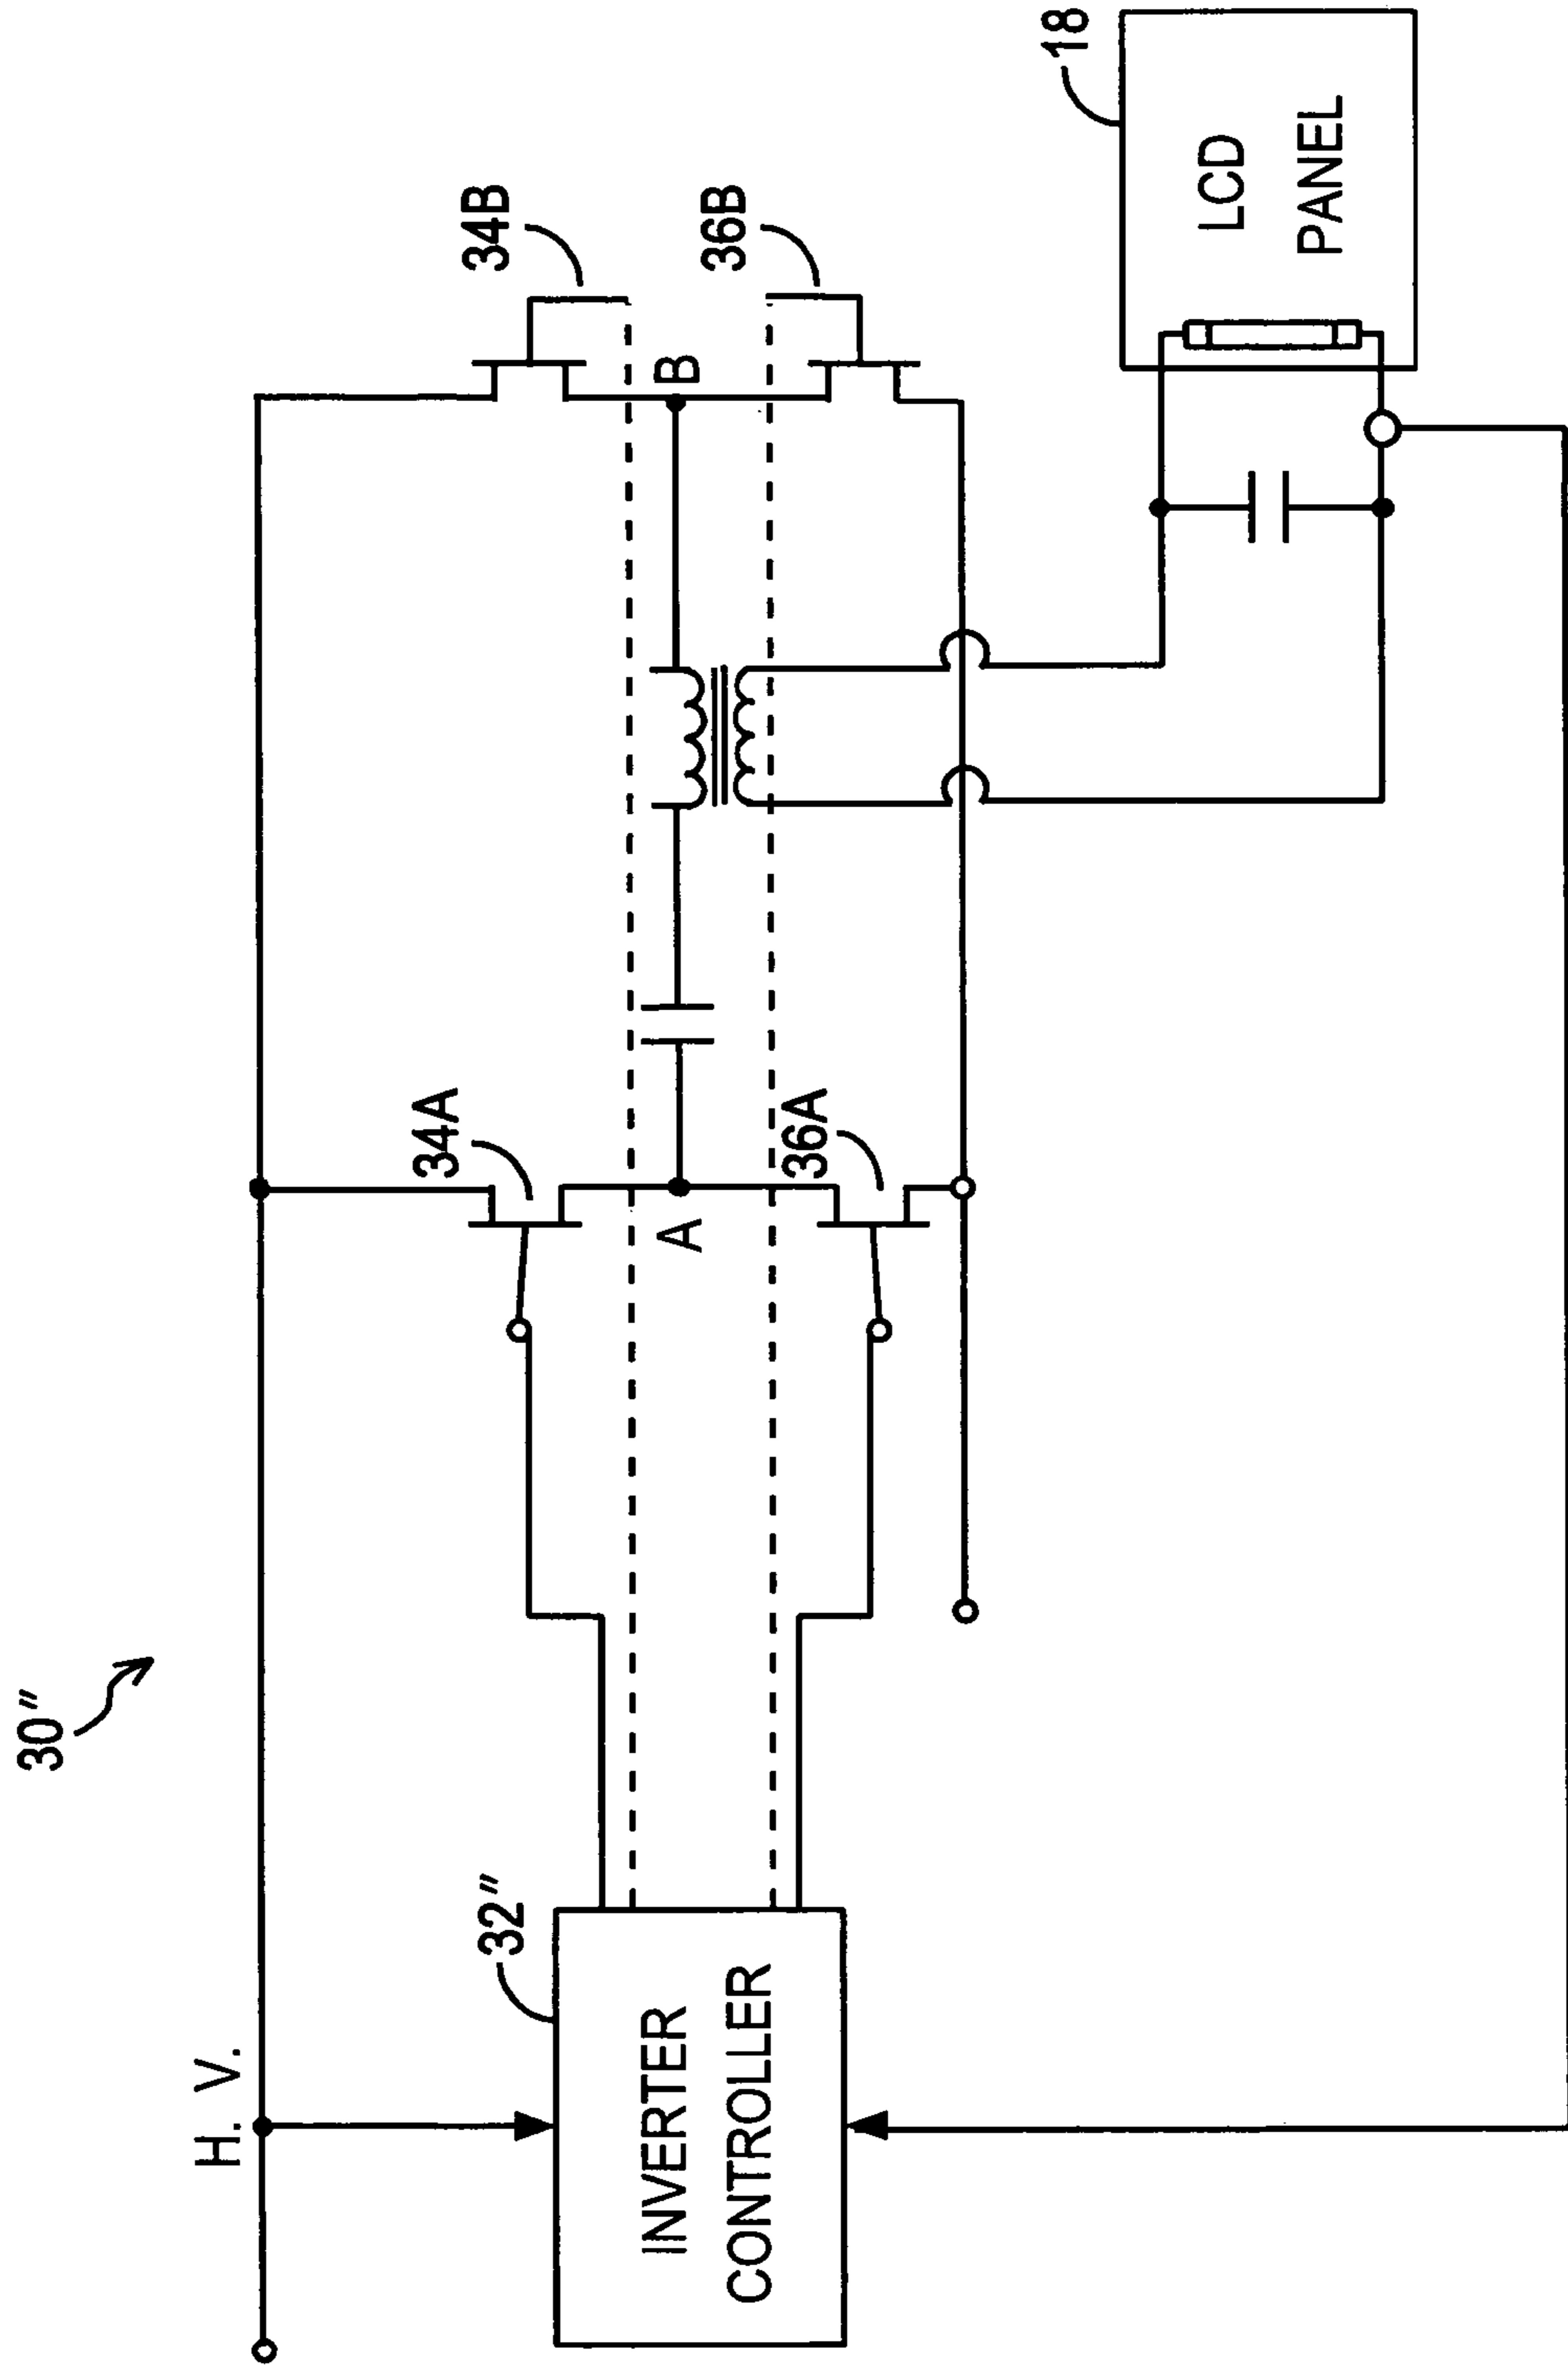 30″
H. V.
34B
36B
B
34A
36A
A
32″
INVERTER
CONTROLLER
18
LCD
PANEL